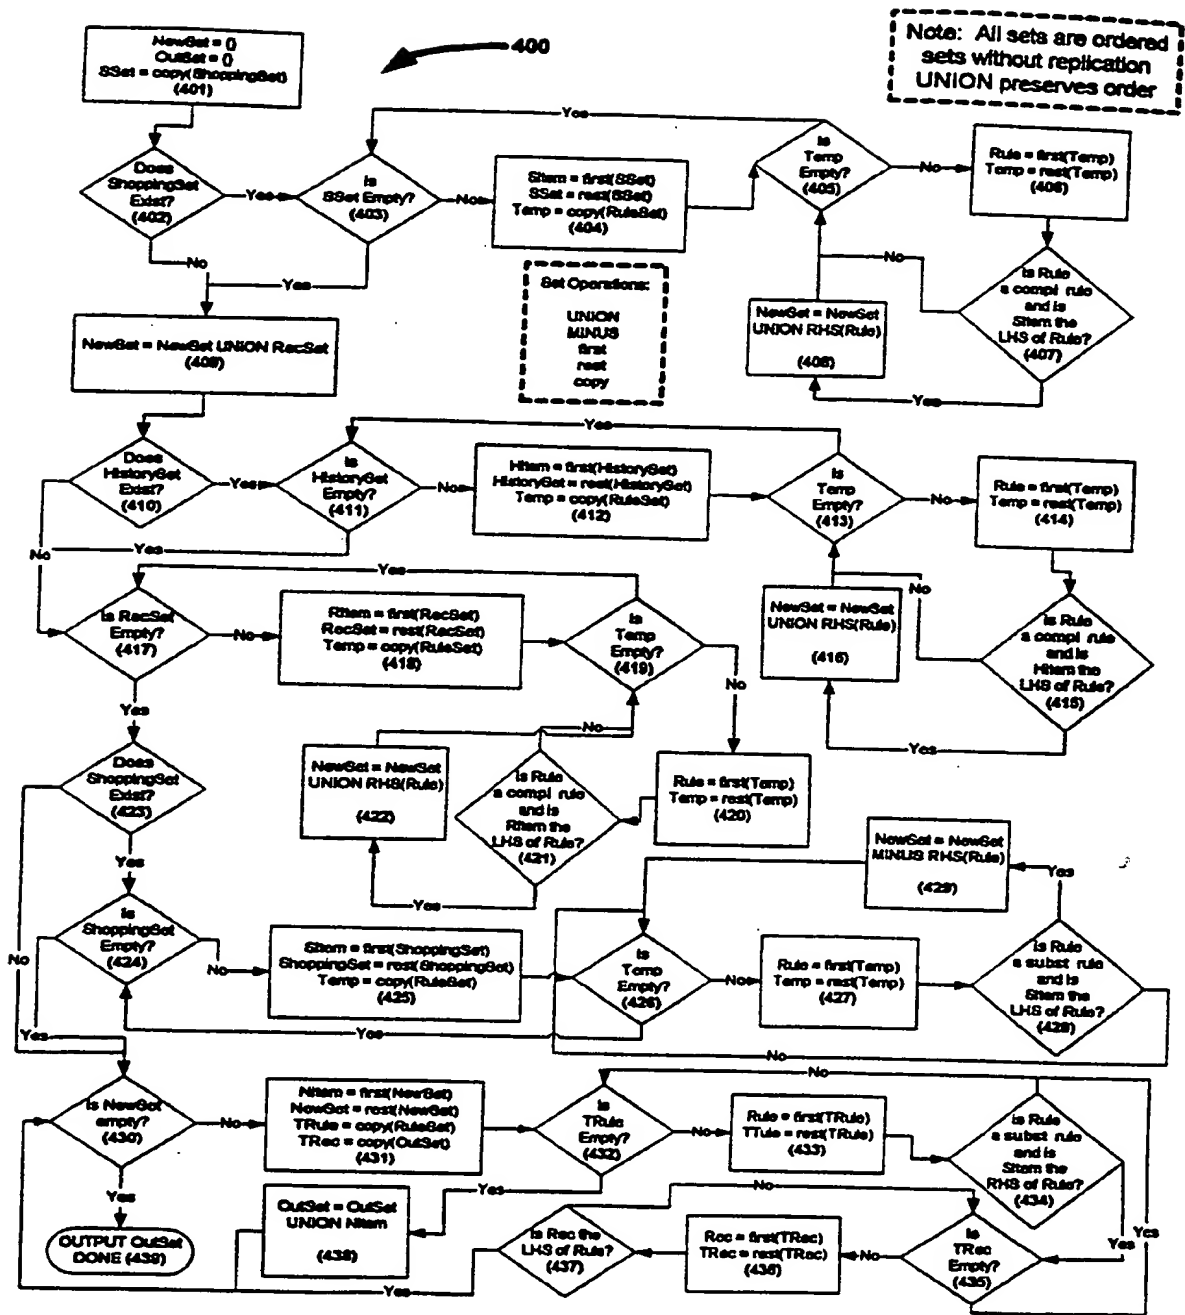 NewSet = {}
OutSet = {}
SSet = copy(ShoppingSet)
(401)
400
Note: All sets are ordered
sets without replication
UNION preserves order
Does
ShoppingSet
Exist?
(402)
Yes
No
Is
SSet Empty?
(403)
No
Yes
SItem = first(SSet)
SSet = rest(SSet)
Temp = copy(RuleSet)
(404)
Yes
Is
Temp
Empty?
(405)
No
Rule = first(Temp)
Temp = rest(Temp)
(406)
Is Rule
a compl rule
and is
SItem the
LHS of Rule?
(407)
No
Yes
NewSet = NewSet
UNION RHS(Rule)
(408)
Set Operations:
UNION
MINUS
first
rest
copy
NewSet = NewSet UNION RecSet
(409)
Does
HistorySet
Exist?
(410)
Yes
No
Is
HistorySet
Empty?
(411)
No
Yes
HItem = first(HistorySet)
HistorySet = rest(HistorySet)
Temp = copy(RuleSet)
(412)
Yes
Is
Temp
Empty?
(413)
No
Rule = first(Temp)
Temp = rest(Temp)
(414)
Is Rule
a compl rule
and is
HItem the
LHS of Rule?
(415)
No
Yes
NewSet = NewSet
UNION RHS(Rule)
(416)
Is RecSet
Empty?
(417)
No
Yes
RItem = first(RecSet)
RecSet = rest(RecSet)
Temp = copy(RuleSet)
(418)
Yes
Is
Temp
Empty?
(419)
No
Rule = first(Temp)
Temp = rest(Temp)
(420)
Is Rule
a compl rule
and is
RItem the
LHS of Rule?
(421)
No
Yes
NewSet = NewSet
UNION RHS(Rule)
(422)
Does
ShoppingSet
Exist?
(423)
Yes
No
Is
ShoppingSet
Empty?
(424)
No
Yes
SItem = first(ShoppingSet)
ShoppingSet = rest(ShoppingSet)
Temp = copy(RuleSet)
(425)
Is
Temp
Empty?
(426)
No
Yes
Rule = first(Temp)
Temp = rest(Temp)
(427)
Is Rule
a subst rule
and is
SItem the
LHS of Rule?
(428)
Yes
No
NewSet = NewSet
MINUS RHS(Rule)
(429)
Is NewSet
empty?
(430)
No
Yes
NItem = first(NewSet)
NewSet = rest(NewSet)
TRule = copy(RuleSet)
TRec = copy(OutSet)
(431)
Is
TRule
Empty?
(432)
No
Yes
Rule = first(TRule)
TTule = rest(TRule)
(433)
Is Rule
a subst rule
and is
SItem the
RHS of Rule?
(434)
No
Yes
Is
TRec
Empty?
(435)
No
Yes
Rec = first(TRec)
TRec = rest(TRec)
(436)
Is Rec the
LHS of Rule?
(437)
No
Yes
OutSet = OutSet
UNION NItem
(438)
OUTPUT OutSet
DONE (439)